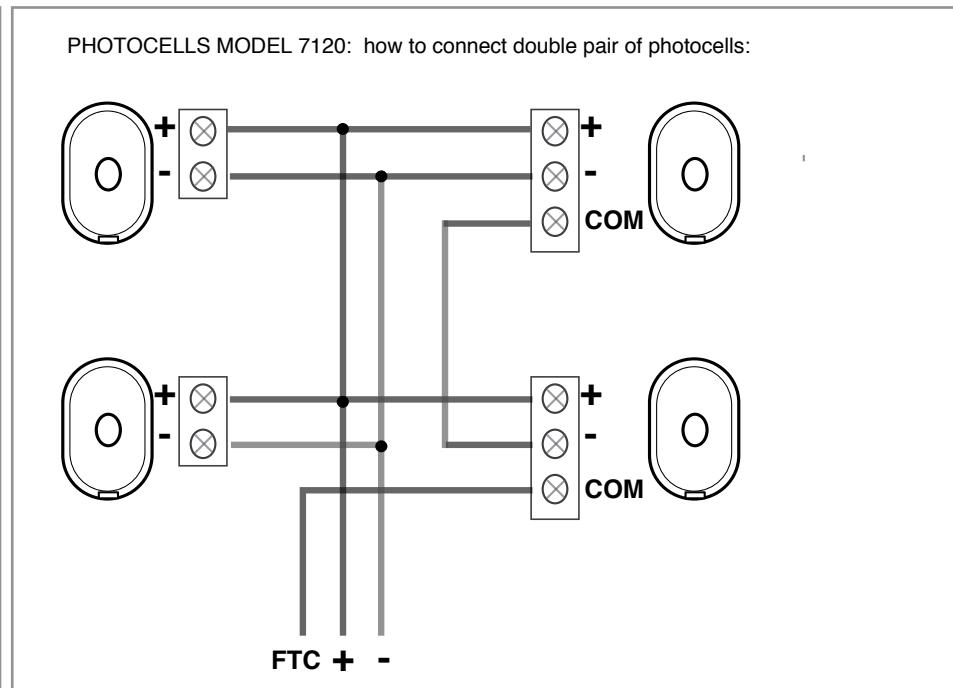 PHOTOCELLS MODEL 7120: how to connect double pair of photocells:
+ +
- -
COM
+ +
- -
COM
FTC + -